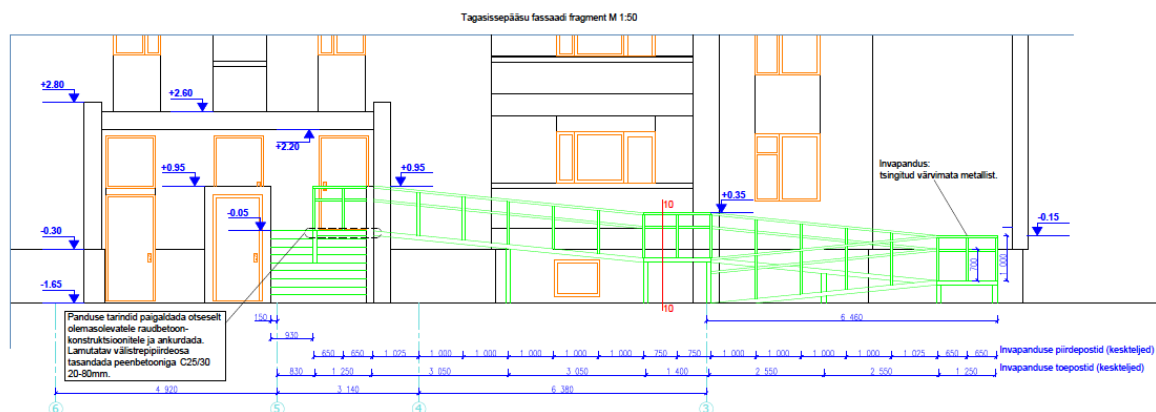 Tagasissepääsu fassaadi fragment M 1:50
+2.80
+2.60
+2.20
+0.95
+0.95
Invapandus:
tsingitud värvimata metallist.
10
+0.35
-0.05
-0.15
-0.30
700
1 000
-1.65
10
Panduse tarindid paigaldada otseselt
olemasolevatele raudbetoon-
konstruktsioonitele ja ankurdada.
Lamutatav välistrepipiirdeosa
tasandada peenbetooniga C25/30
20-80mm.
150
6 460
930
650 650 1 025 1 000 1 000 1 000 1 000 1 000 750 750 1 000 1 000 1 000 1 000 1 025 650 650 Invapanduse piirdepostid (keskteljed)
830 1 250 3 050 3 050 1 400 2 550 2 550 1 250 Invapanduse toepostid (keskteljed)
4 920 3 140 6 380
6 5 4 3